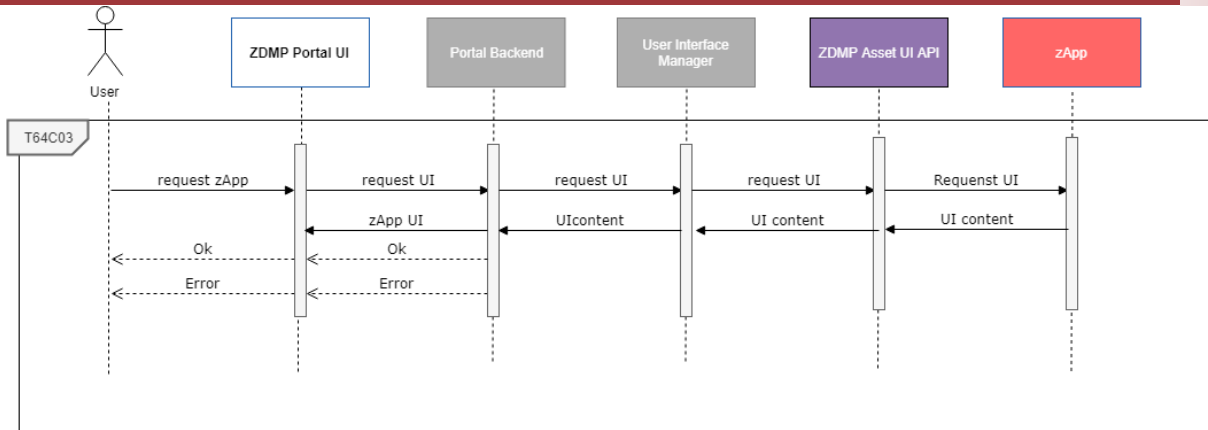 ZDMP Portal UI
Portal Backend
User Interface
Manager
ZDMP Asset UI API
zApp
User
T64C03
request zApp
request UI
request UI
request UI
Requenst UI
zApp UI
UIcontent
UI content
UI content
Ok
Ok
Error
Error